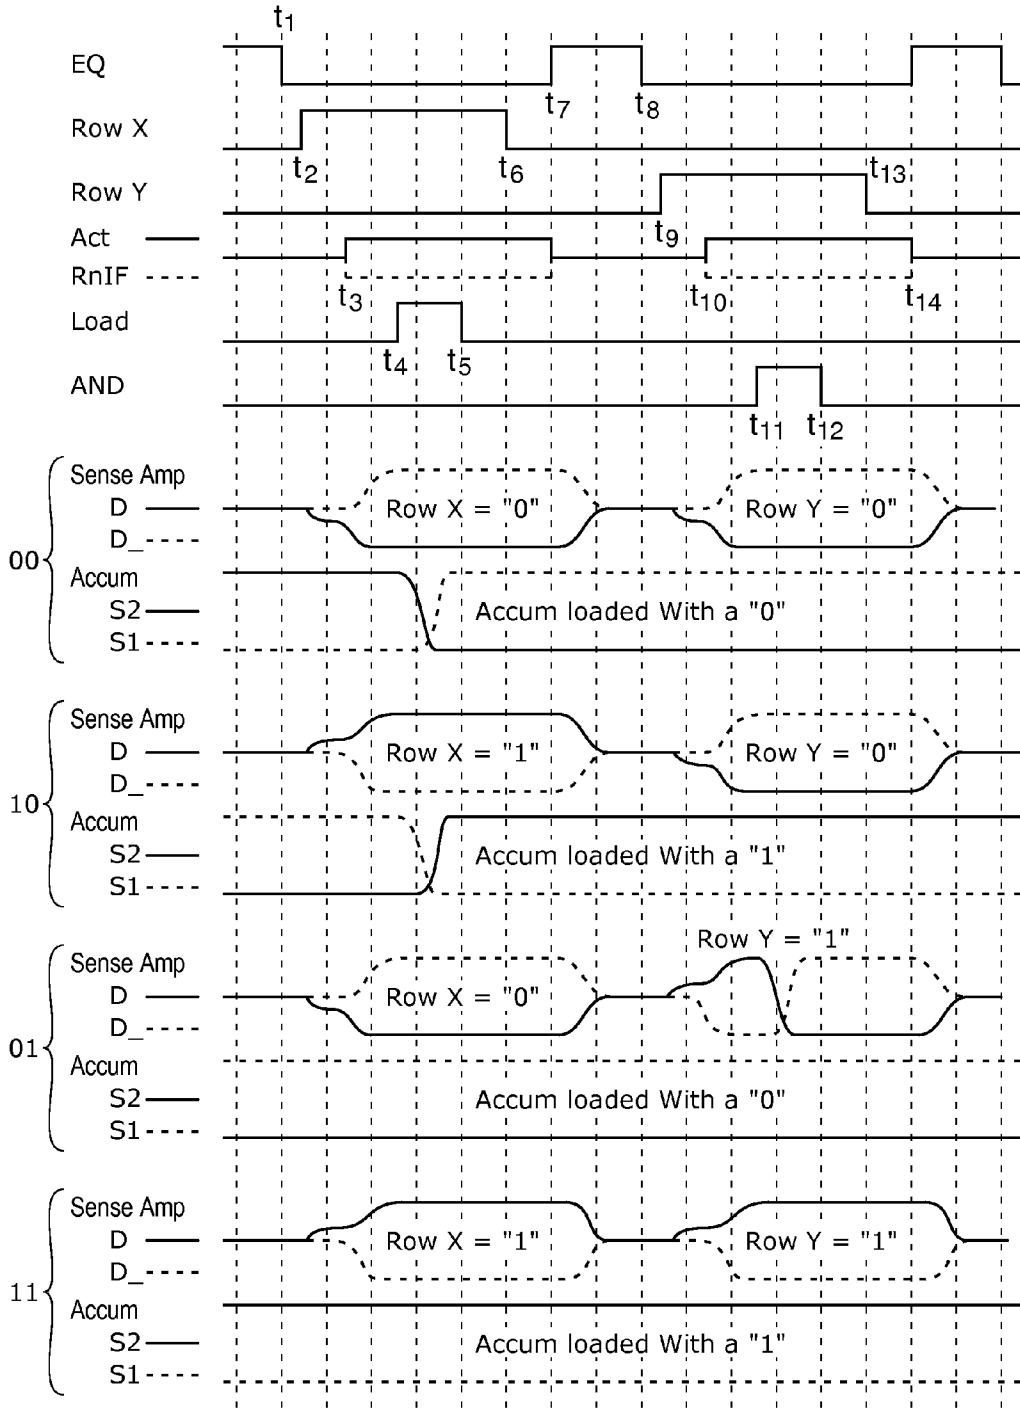 t1
EQ
t7 t8
Row X
t2 t6 t13
Row Y
t9
Act
RnIF
t3 t10 t14
Load
t4 t5
AND
t11 t12
00
Sense Amp
D
D_
Row X = "0" Row Y = "0"
Accum
S2
S1
Accum loaded With a "0"
10
Sense Amp
D
D_
Row X = "1" Row Y = "0"
Accum
S2
S1
Accum loaded With a "1"
01
Row Y = "1"
Sense Amp
D
D_
Row X = "0"
Accum
S2
S1
Accum loaded With a "0"
11
Sense Amp
D
D_
Row X = "1" Row Y = "1"
Accum
S2
S1
Accum loaded With a "1"